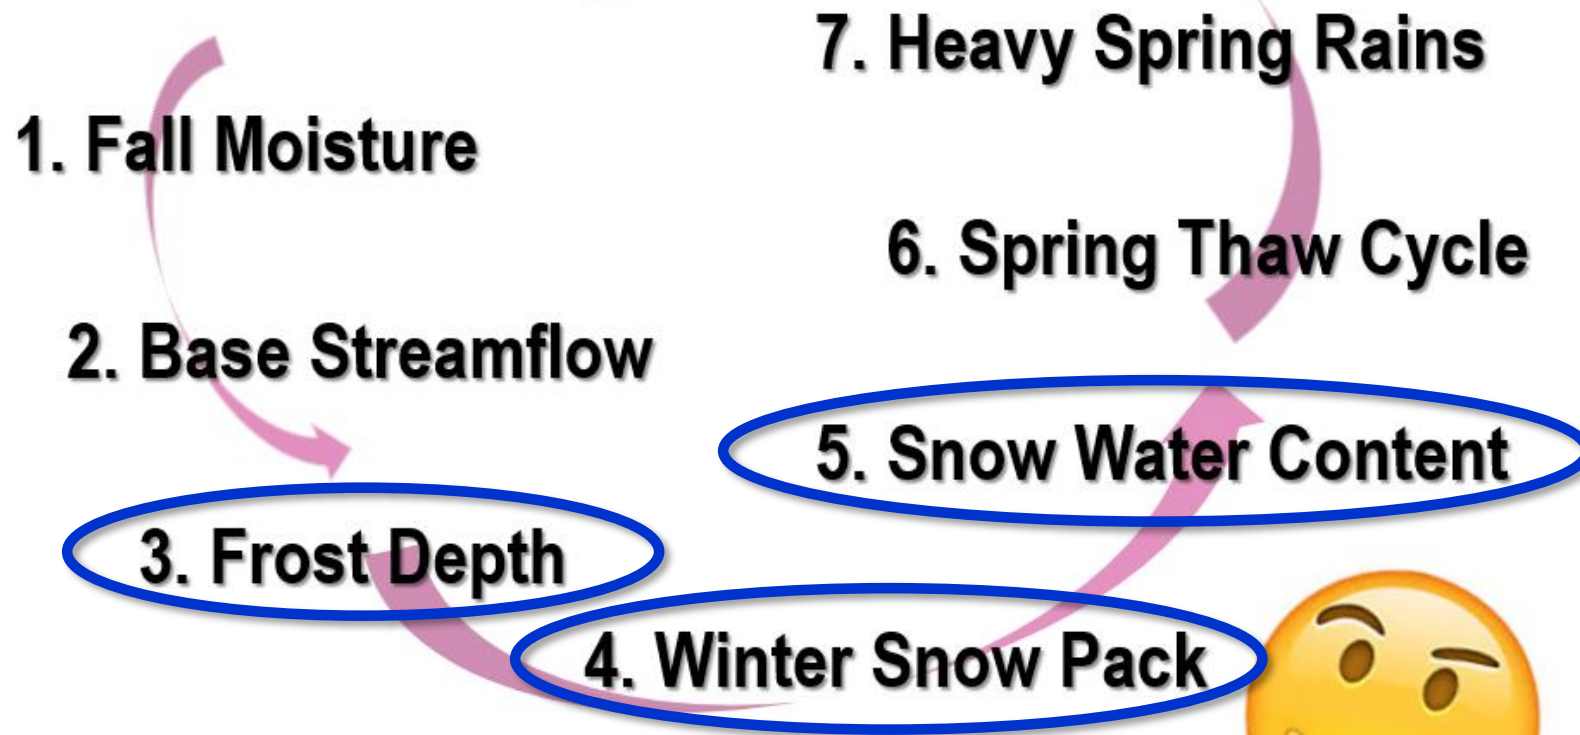 1. Fall Moisture
2. Base Streamflow
3. Frost Depth
4. Winter Snow Pack
5. Snow Water Content
6. Spring Thaw Cycle
7. Heavy Spring Rains